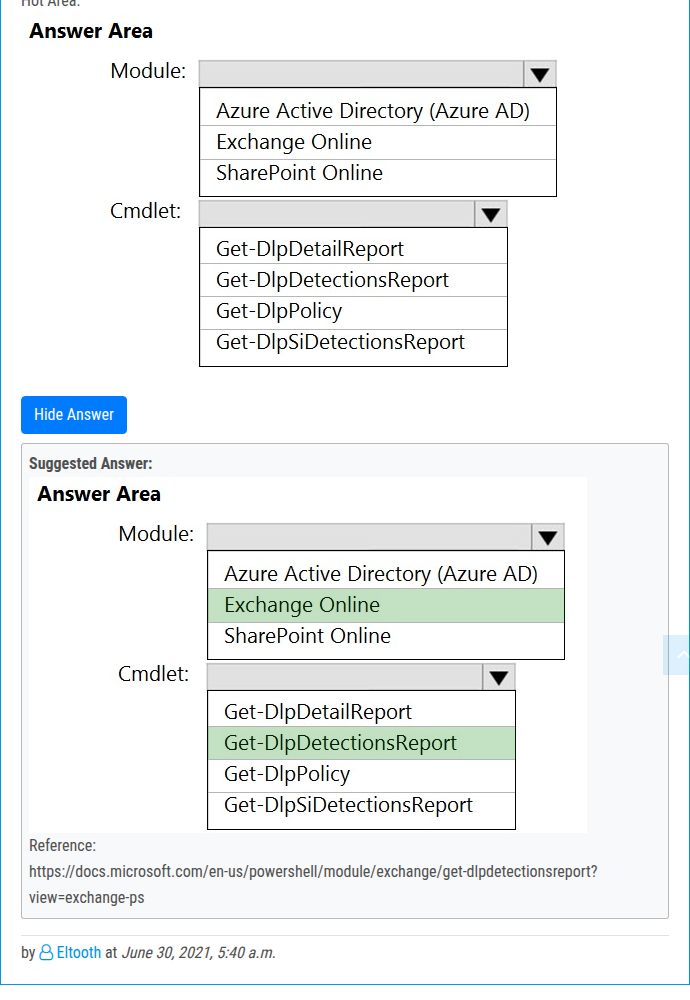 Hot Area:
Answer Area
Module:
Azure Active Directory (Azure AD)
Exchange Online
SharePoint Online
Cmdlet:
Get-DlpDetailReport
Get-DlpDetectionsReport
Get-DlpPolicy
Get-DlpSiDetectionsReport
Hide Answer
Suggested Answer:
Answer Area
Module:
Azure Active Directory (Azure AD)
Exchange Online
SharePoint Online
Cmdlet:
Get-DlpDetailReport
Get-DlpDetectionsReport
Get-DlpPolicy
Get-DlpSiDetectionsReport
Reference:
https://docs.microsoft.com/en-us/powershell/module/exchange/get-dlpdetectionsreport?
view=exchange-ps
by Eltooth at June 30, 2021, 5:40 a.m.